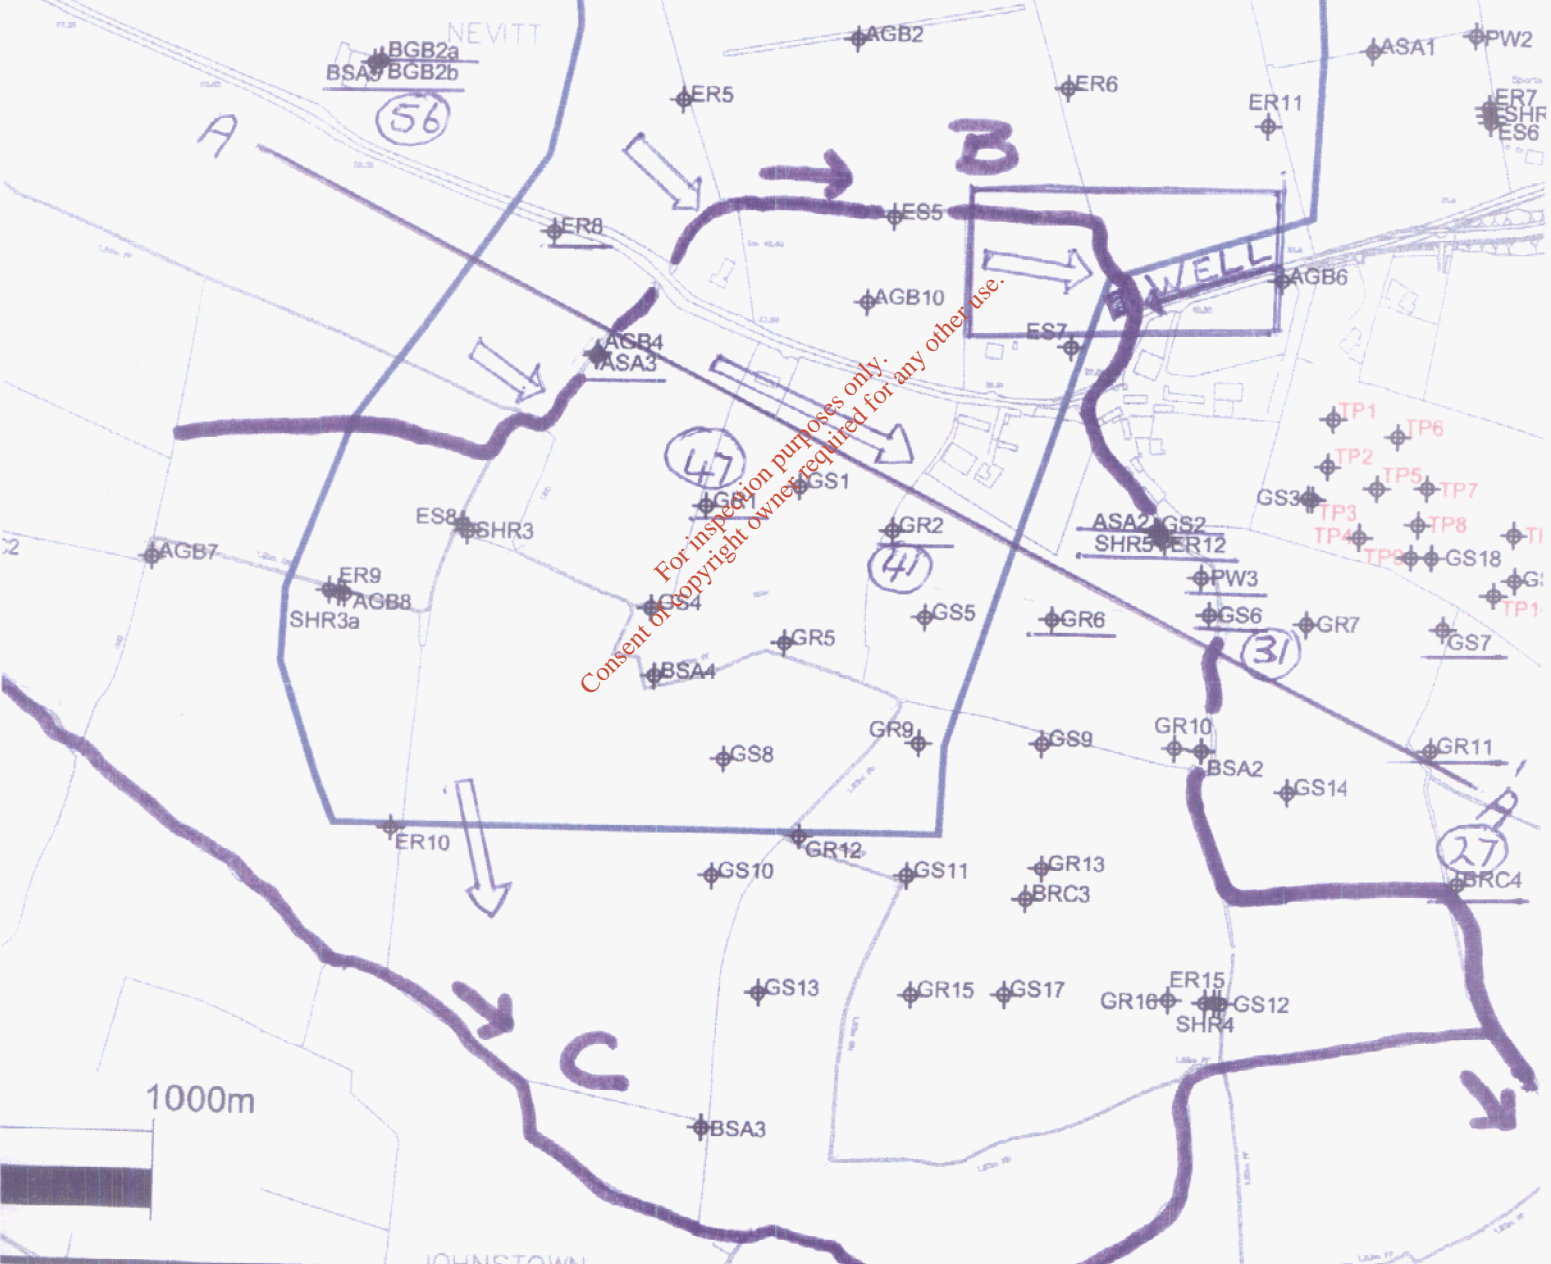 NEVITT
BGB2a
BSA5 BGB2b
56
A
AGB2
ASA1
PW2
ER5
ER6
ER11
ER7
SHR
ES6
B
ER8
ES5
WELL
AGB6
AGB10
ES7
AGB4
ASA3
TP1
TP6
47
TP2
TP5
TP7
GS1
GR1
GS3
TP3
GR2
ASA2 GS2
SHR5 ER12
TP4
TP8
41
TP9
GS18
ES8
SHR3
AGB7
ER9
AGB8
SHR3a
PW3
GS4
GS5
GR6
GS6
GR7
GS7
31
GR5
BSA4
For inspection purposes only.
Consent of copyright owner required for any other use.
GR9
GS9
GR10
BSA2
GR11
GS8
GS14
A'
ER10
GR12
27
GS10
GS11
GR13
BRC3
BRC4
GS13
GR15
GS17
ER15
GR16
GS12
SHR4
C
1000m
BSA3
JOHNSTOWN